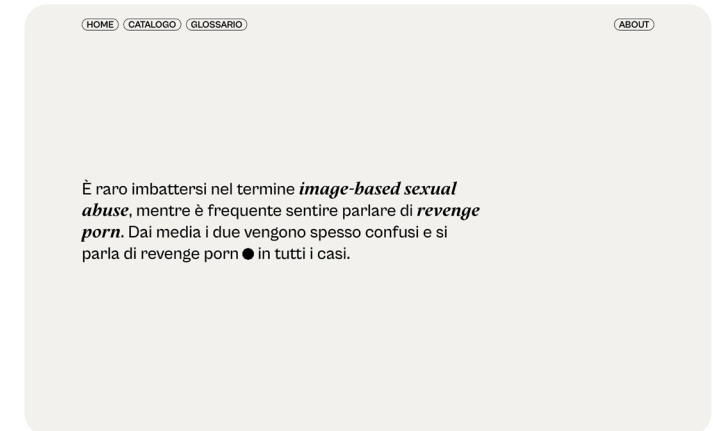 HOME CATALOGO GLOSSARIO ABOUT
È raro imbattersi nel termine image-based sexual
abuse, mentre è frequente sentire parlare di revenge
porn. Dai media i due vengono spesso confusi e si
parla di revenge porn ● in tutti i casi.